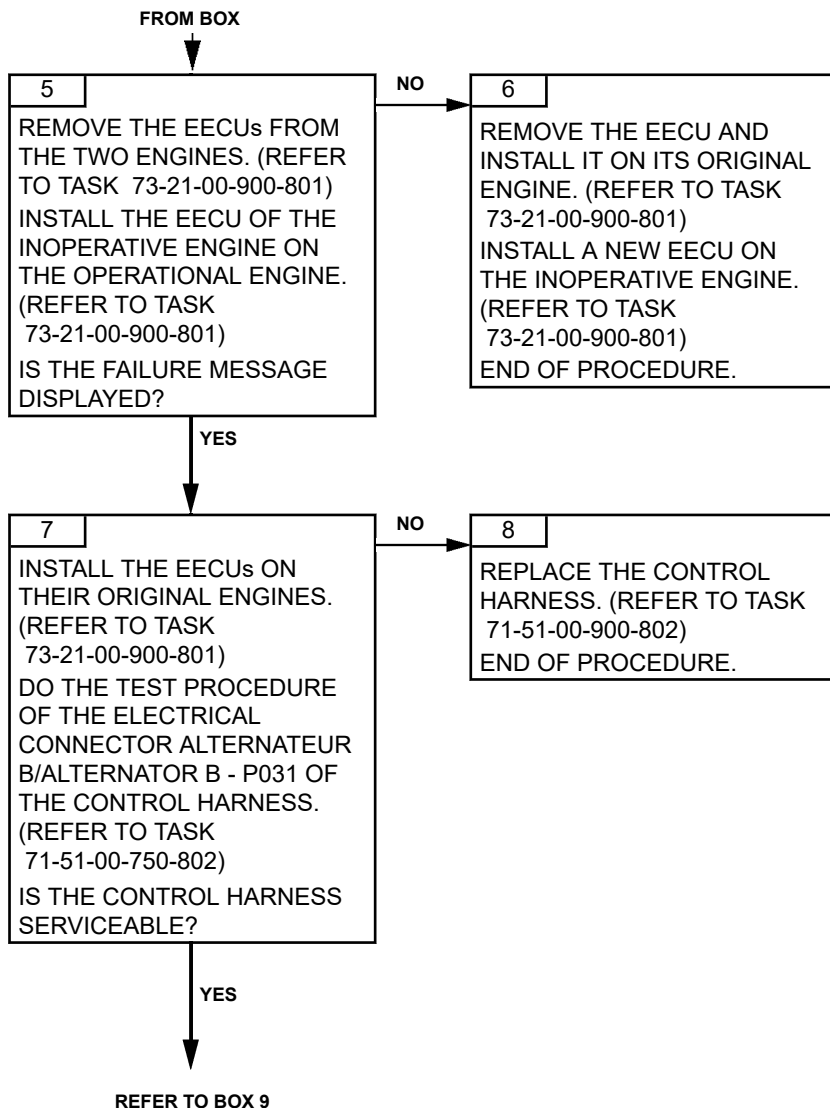 FROM BOX
5
REMOVE THE EECUs FROM
THE TWO ENGINES. (REFER
TO TASK 73-21-00-900-801)
INSTALL THE EECU OF THE
INOPERATIVE ENGINE ON
THE OPERATIONAL ENGINE.
(REFER TO TASK
73-21-00-900-801)
IS THE FAILURE MESSAGE
DISPLAYED?
NO
6
REMOVE THE EECU AND
INSTALL IT ON ITS ORIGINAL
ENGINE. (REFER TO TASK
73-21-00-900-801)
INSTALL A NEW EECU ON
THE INOPERATIVE ENGINE.
(REFER TO TASK
73-21-00-900-801)
END OF PROCEDURE.
YES
7
INSTALL THE EECUs ON
THEIR ORIGINAL ENGINES.
(REFER TO TASK
73-21-00-900-801)
DO THE TEST PROCEDURE
OF THE ELECTRICAL
CONNECTOR ALTERNATEUR
B/ALTERNATOR B - P031 OF
THE CONTROL HARNESS.
(REFER TO TASK
71-51-00-750-802)
IS THE CONTROL HARNESS
SERVICEABLE?
NO
8
REPLACE THE CONTROL
HARNESS. (REFER TO TASK
71-51-00-900-802)
END OF PROCEDURE.
YES
REFER TO BOX 9